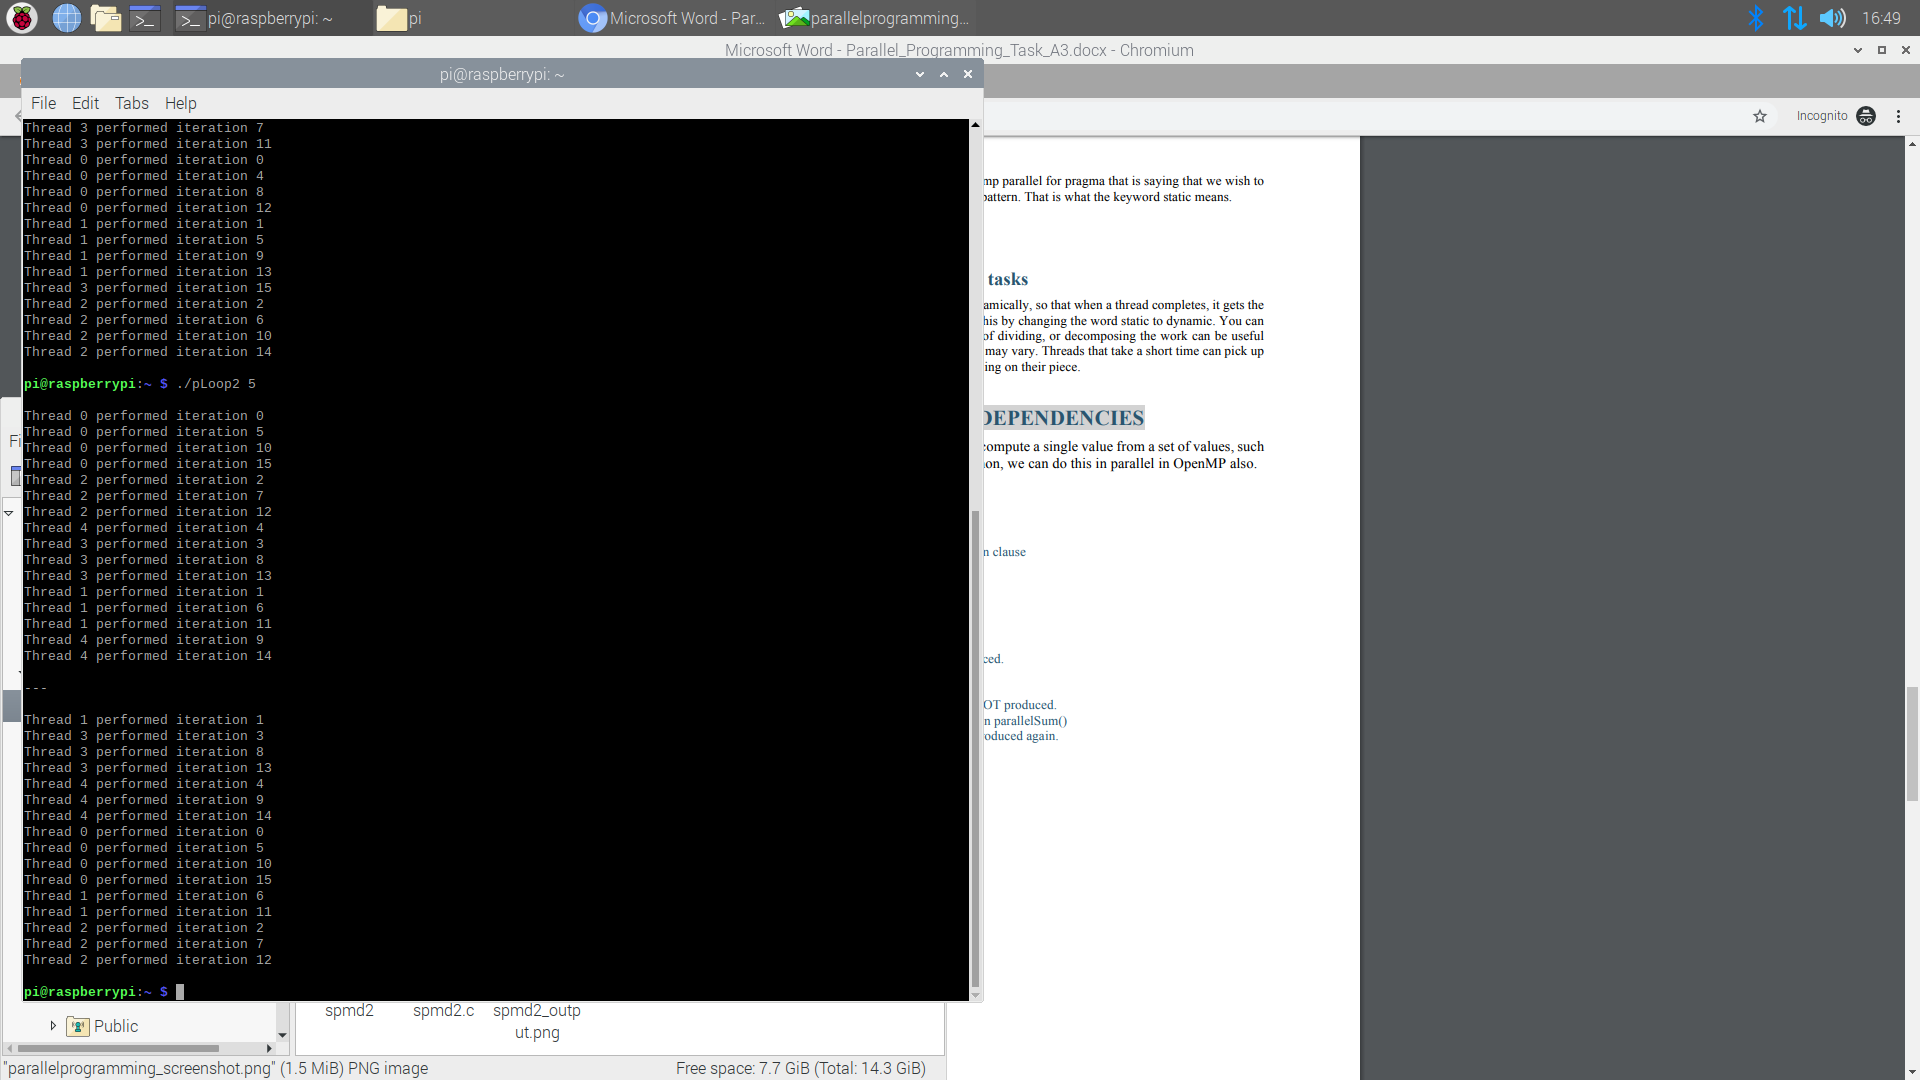 pi@raspberrypi: ~
pi
Microsoft Word - Par...
parallelprogramming...
16:49
Microsoft Word - Parallel_Programming_Task_A3.docx - Chromium
pi@raspberrypi: ~
File Edit Tabs Help
Incognito
Thread 3 performed iteration 7
Thread 3 performed iteration 11
Thread 0 performed iteration 0
Thread 0 performed iteration 4
Thread 0 performed iteration 8
Thread 0 performed iteration 12
Thread 1 performed iteration 1
Thread 1 performed iteration 5
Thread 1 performed iteration 9
Thread 1 performed iteration 13
Thread 3 performed iteration 15
Thread 2 performed iteration 2
Thread 2 performed iteration 6
Thread 2 performed iteration 10
Thread 2 performed iteration 14
pi@raspberrypi:~ $ ./pLoop2 5
Thread 0 performed iteration 0
Thread 0 performed iteration 5
Thread 0 performed iteration 10
Thread 0 performed iteration 15
Thread 2 performed iteration 2
Thread 2 performed iteration 7
Thread 2 performed iteration 12
Thread 4 performed iteration 4
Thread 3 performed iteration 3
Thread 3 performed iteration 8
Thread 3 performed iteration 13
Thread 1 performed iteration 1
Thread 1 performed iteration 6
Thread 1 performed iteration 11
Thread 4 performed iteration 9
Thread 4 performed iteration 14
---
Thread 1 performed iteration 1
Thread 3 performed iteration 3
Thread 3 performed iteration 8
Thread 3 performed iteration 13
Thread 4 performed iteration 4
Thread 4 performed iteration 9
Thread 4 performed iteration 14
Thread 0 performed iteration 0
Thread 0 performed iteration 5
Thread 0 performed iteration 10
Thread 0 performed iteration 15
Thread 1 performed iteration 6
Thread 1 performed iteration 11
Thread 2 performed iteration 2
Thread 2 performed iteration 7
Thread 2 performed iteration 12
pi@raspberrypi:~ $
mp parallel for pragma that is saying that we wish to
pattern. That is what the keyword static means.
tasks
amically, so that when a thread completes, it gets the
his by changing the word static to dynamic. You can
of dividing, or decomposing the work can be useful
may vary. Threads that take a short time can pick up
ing on their piece.
DEPENDENCIES
compute a single value from a set of values, such
on, we can do this in parallel in OpenMP also.
n clause
ced.
OT produced.
n parallelSum()
oduced again.
Fi
Public
spmd2
spmd2.c
spmd2_outp
ut.png
"parallelprogramming_screenshot.png" (1.5 MiB) PNG image
Free space: 7.7 GiB (Total: 14.3 GiB)